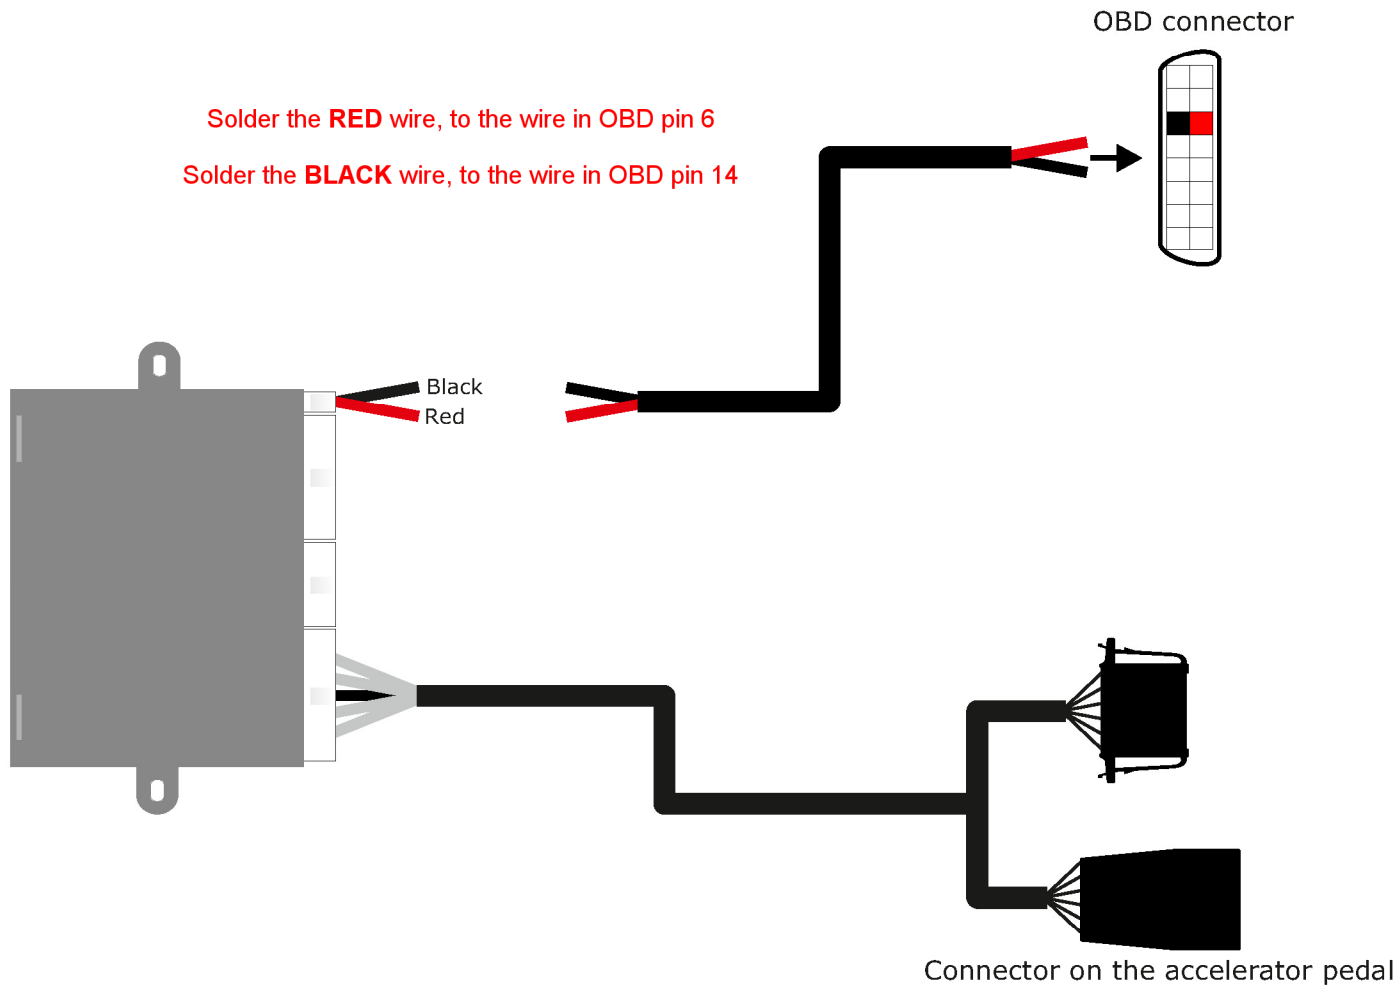 OBD connector
Solder the RED wire, to the wire in OBD pin 6
Solder the BLACK wire, to the wire in OBD pin 14
Black
Red
Connector on the accelerator pedal